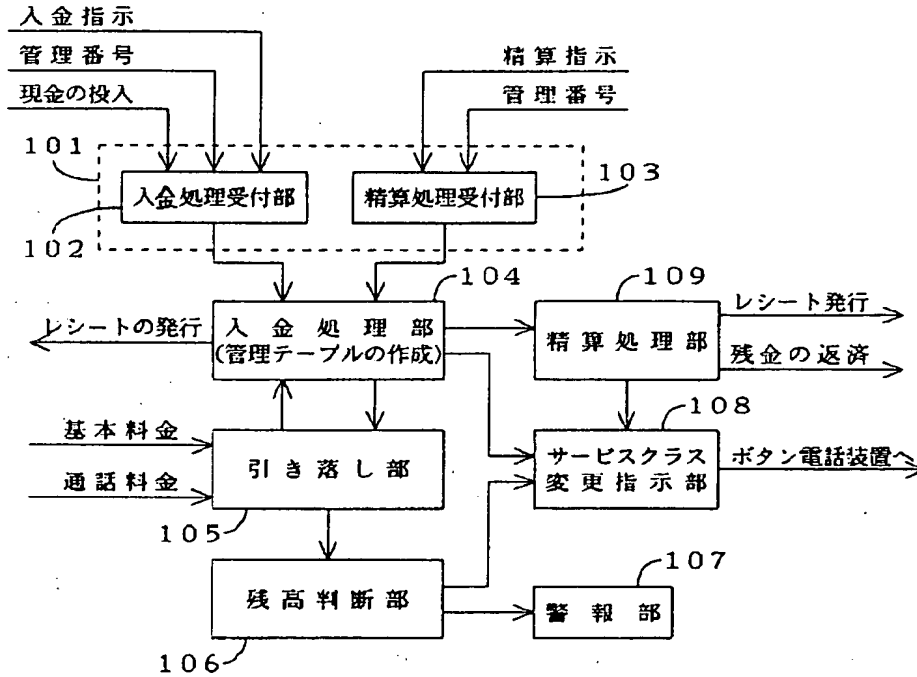 入金指示
管理番号
現金の投入
精算指示
管理番号
101
入金処理受付部
精算処理受付部
103
102
104
109
レシートの発行
入金処理部
(管理テーブルの作成)
精算処理部
レシート発行
残金の返済
108
基本料金
通話料金
引き落し部
サービスクラス
変更指示部
ボタン電話装置へ
105
107
残高判断部
警報部
106